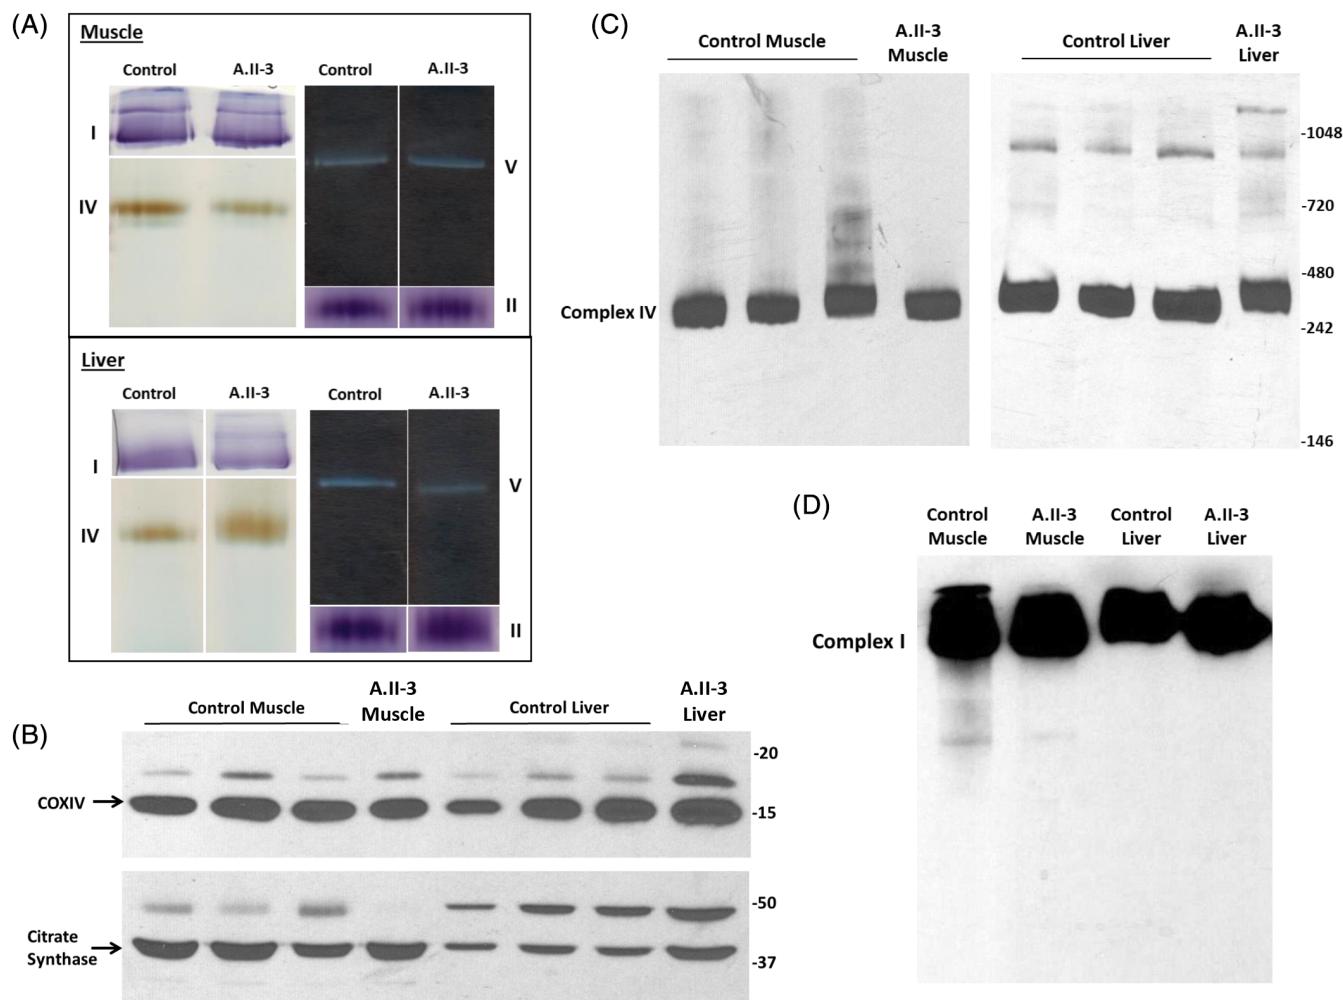 (A)
Muscle
Control A.II-3 Control A.II-3
I
IV
V
II
Liver
Control A.II-3 Control A.II-3
I
IV
V
II
(B)
Control Muscle
A.II-3
Muscle
Control Liver
A.II-3
Liver
COXIV
-20
-15
Citrate
Synthase
-50
-37
(C)
Control Muscle
A.II-3
Muscle
Control Liver
A.II-3
Liver
Complex IV
-1048
-720
-480
-242
-146
(D)
Control
Muscle
A.II-3
Muscle
Control
Liver
A.II-3
Liver
Complex I